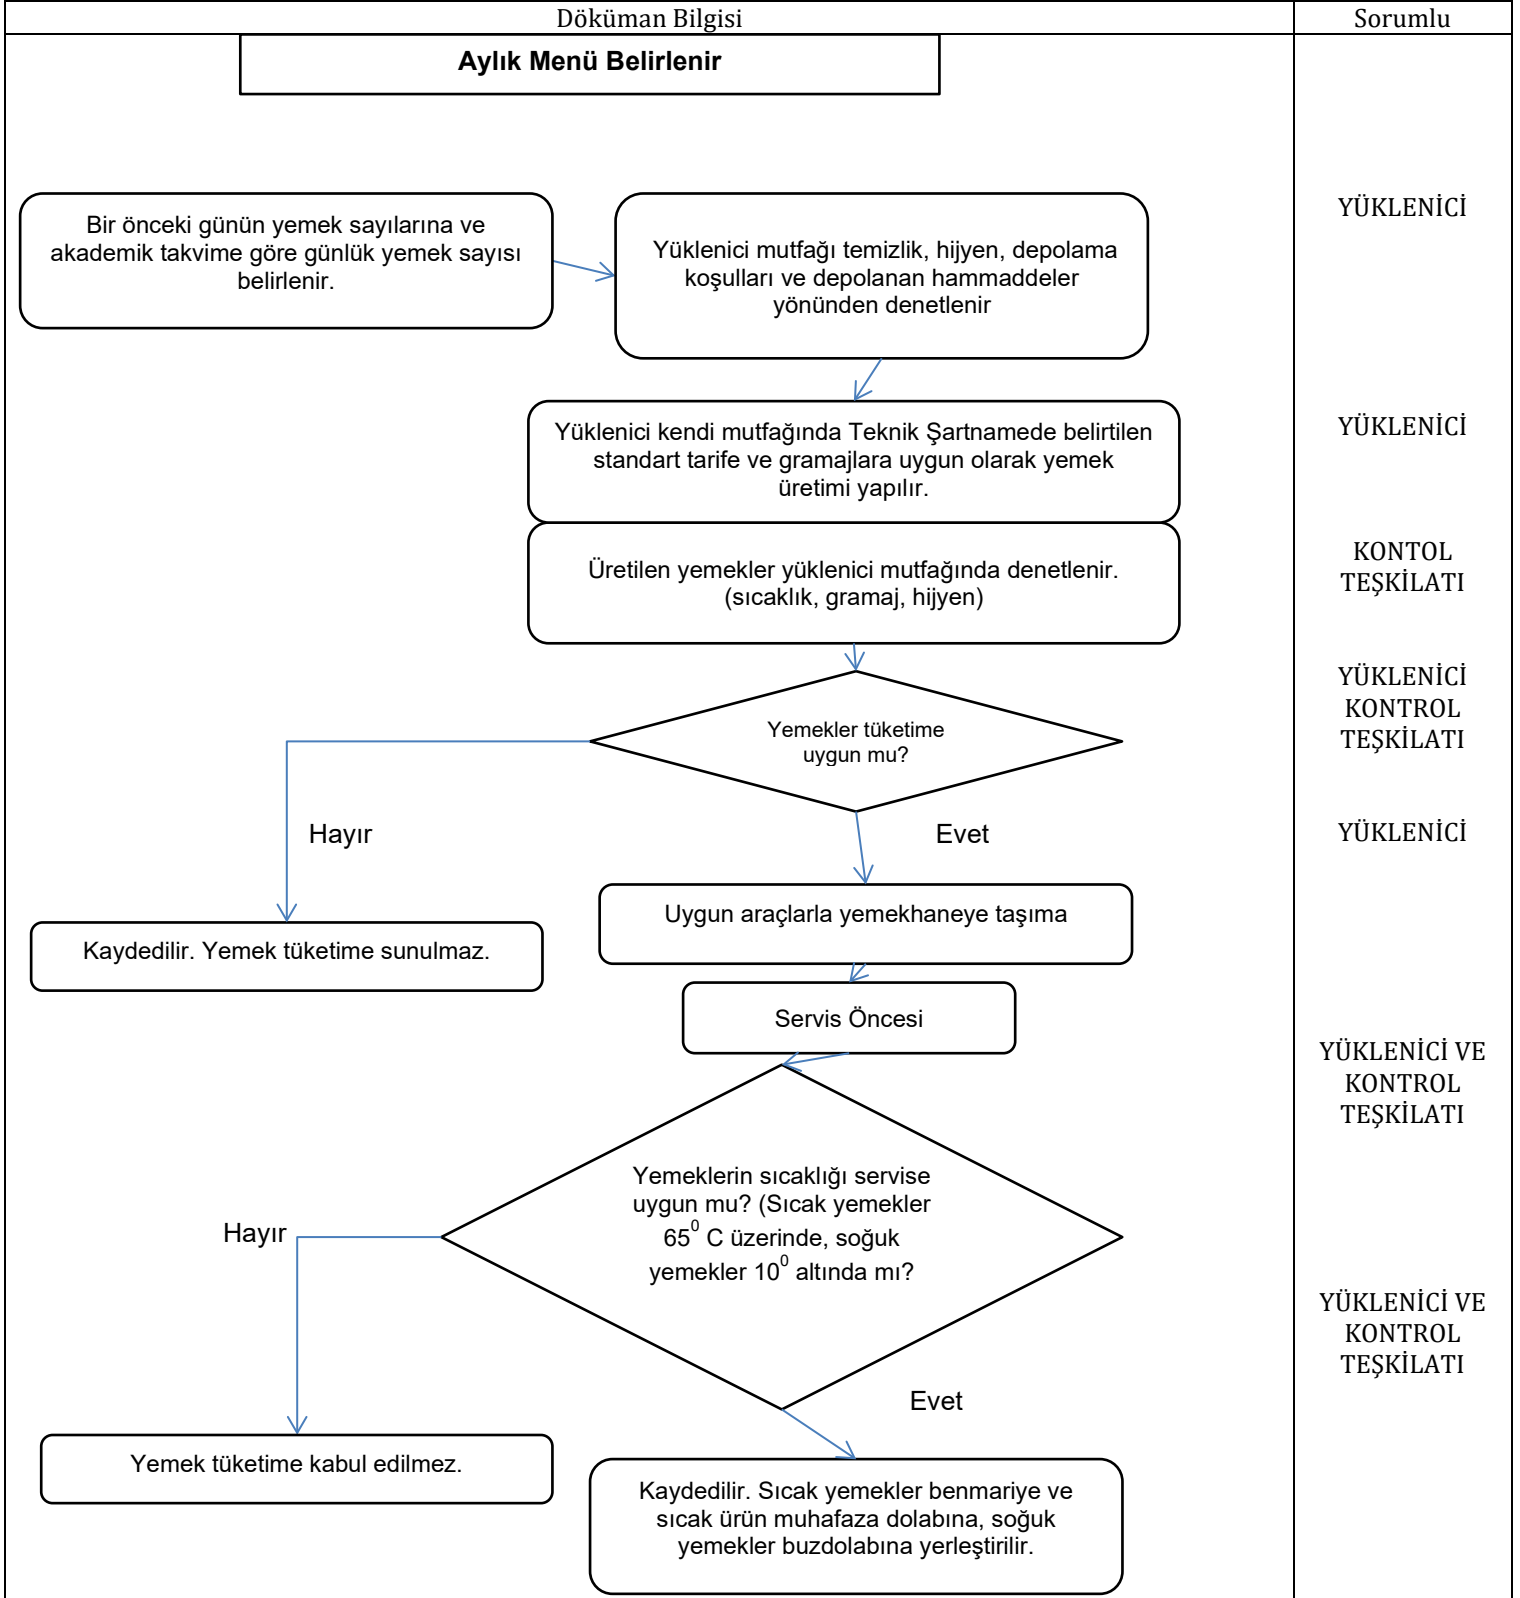 Döküman Bilgisi
Sorumlu
Aylık Menü Belirlenir
Bir önceki günün yemek sayılarına ve
akademik takvime göre günlük yemek sayısı
belirlenir.
Yüklenici mutfağı temizlik, hijyen, depolama
koşulları ve depolanan hammaddeler
yönünden denetlenir
YÜKLENİCİ
Yüklenici kendi mutfağında Teknik Şartnamede belirtilen
standart tarife ve gramajlara uygun olarak yemek
üretimi yapılır.
YÜKLENİCİ
Üretilen yemekler yüklenici mutfağında denetlenir.
(sıcaklık, gramaj, hijyen)
KONTOL
TEŞKİLATI
Yemekler tüketime
uygun mu?
YÜKLENİCİ
KONTROL
TEŞKİLATI
Hayır
Evet
YÜKLENİCİ
Uygun araçlarla yemekhaneye taşıma
Kaydedilir. Yemek tüketime sunulmaz.
Servis Öncesi
YÜKLENİCİ VE
KONTROL
TEŞKİLATI
Yemeklerin sıcaklığı servise
uygun mu? (Sıcak yemekler
65⁰ C üzerinde, soğuk
yemekler 10⁰ altında mı?
Hayır
YÜKLENİCİ VE
KONTROL
TEŞKİLATI
Evet
Yemek tüketime kabul edilmez.
Kaydedilir. Sıcak yemekler benmariye ve
sıcak ürün muhafaza dolabına, soğuk
yemekler buzdolabına yerleştirilir.